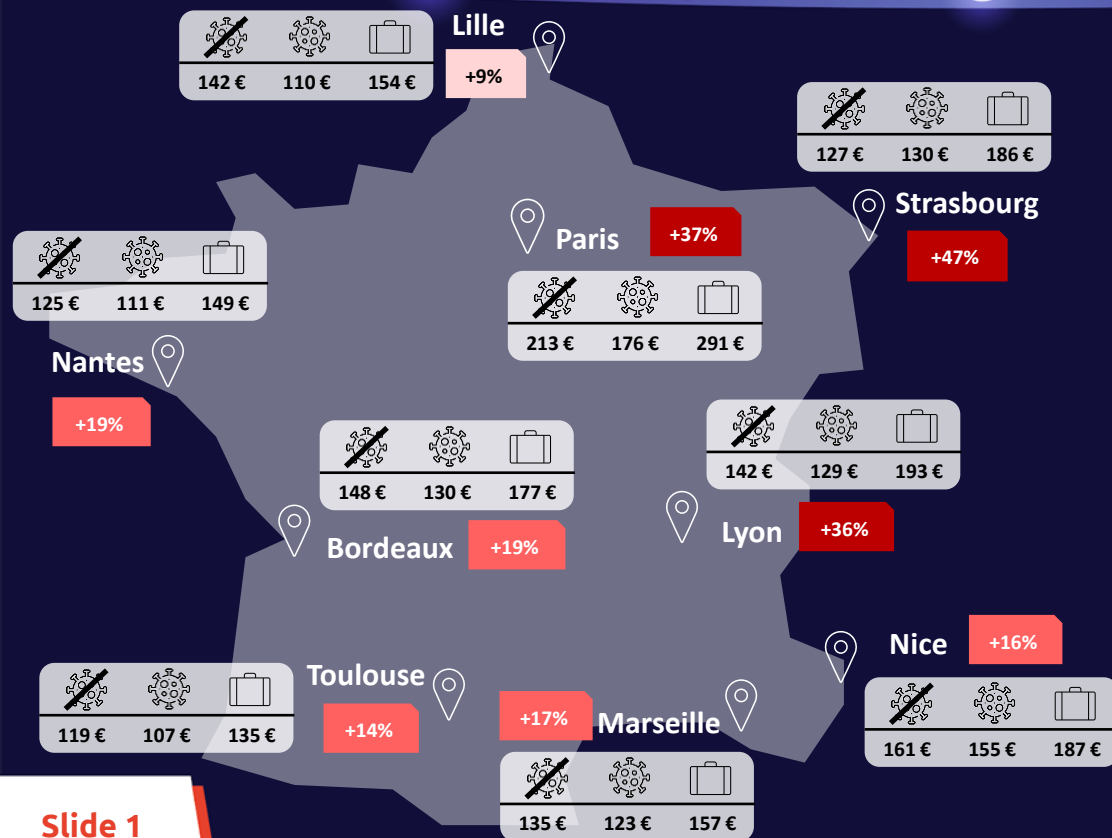 Lille
142 € 110 € 154 €
+9%
127 € 130 € 186 €
Strasbourg
+47%
Paris
+37%
213 € 176 € 291 €
125 € 111 € 149 €
Nantes
+19%
148 € 130 € 177 €
Bordeaux
+19%
142 € 129 € 193 €
Lyon
+36%
Nice
+16%
161 € 155 € 187 €
Toulouse
119 € 107 € 135 €
+14%
+17%
Marseille
135 € 123 € 157 €
Slide 1